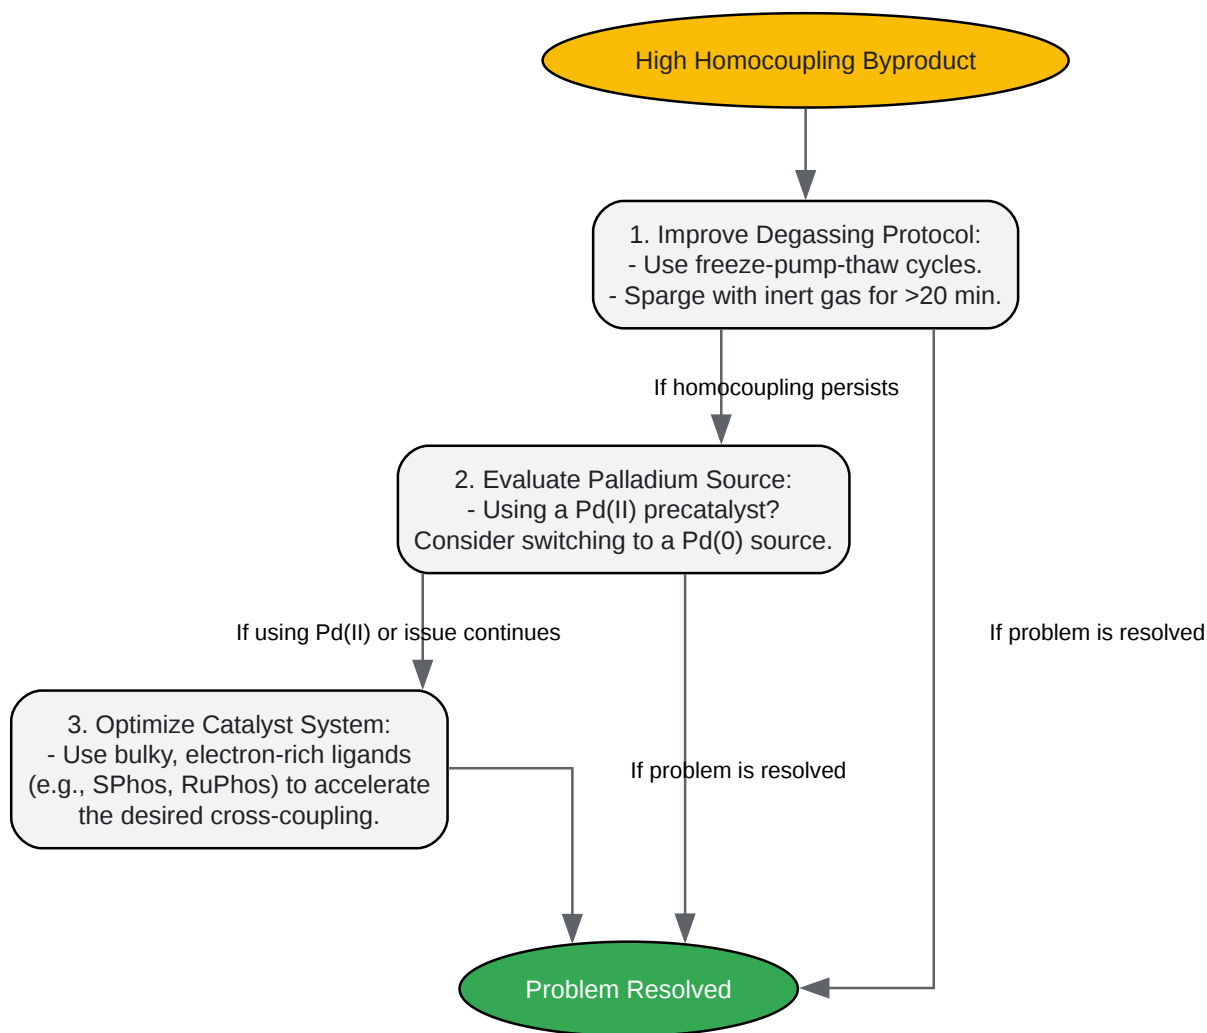 High Homocoupling Byproduct
1. Improve Degassing Protocol:
- Use freeze-pump-thaw cycles.
- Sparge with inert gas for >20 min.
If homocoupling persists
2. Evaluate Palladium Source:
- Using a Pd(II) precatalyst?
Consider switching to a Pd(0) source.
If using Pd(II) or issue continues
If problem is resolved
3. Optimize Catalyst System:
- Use bulky, electron-rich ligands
(e.g., SPhos, RuPhos) to accelerate
the desired cross-coupling.
If problem is resolved
Problem Resolved